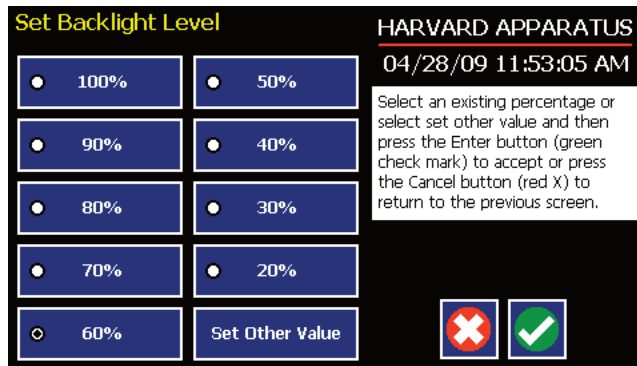 Set Backlight Level
100%
50%
90%
40%
80%
30%
70%
20%
60%
Set Other Value
HARVARD APPARATUS
04/28/09 11:53:05 AM
Select an existing percentage or
select set other value and then
press the Enter button (green
check mark) to accept or press
the Cancel button (red X) to
return to the previous screen.